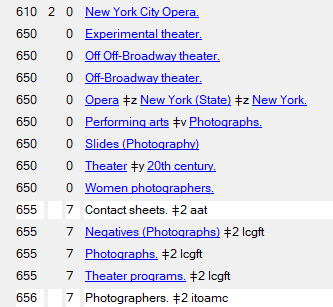 610 2 0 New York City Opera.
650 0 Experimental theater.
650 0 Off Off-Broadway theater.
650 0 Off-Broadway theater.
650 0 Opera ‡z New York (State) ‡z New York.
650 0 Performing arts ‡v Photographs.
650 0 Slides (Photography)
650 0 Theater ‡y 20th century.
650 0 Women photographers.
655 7 Contact sheets. ‡2 aat
655 7 Negatives (Photographs) ‡2 lcgft
655 7 Photographs. ‡2 lcgft
655 7 Theater programs. ‡2 lcgft
656 7 Photographers. ‡2 itoamc